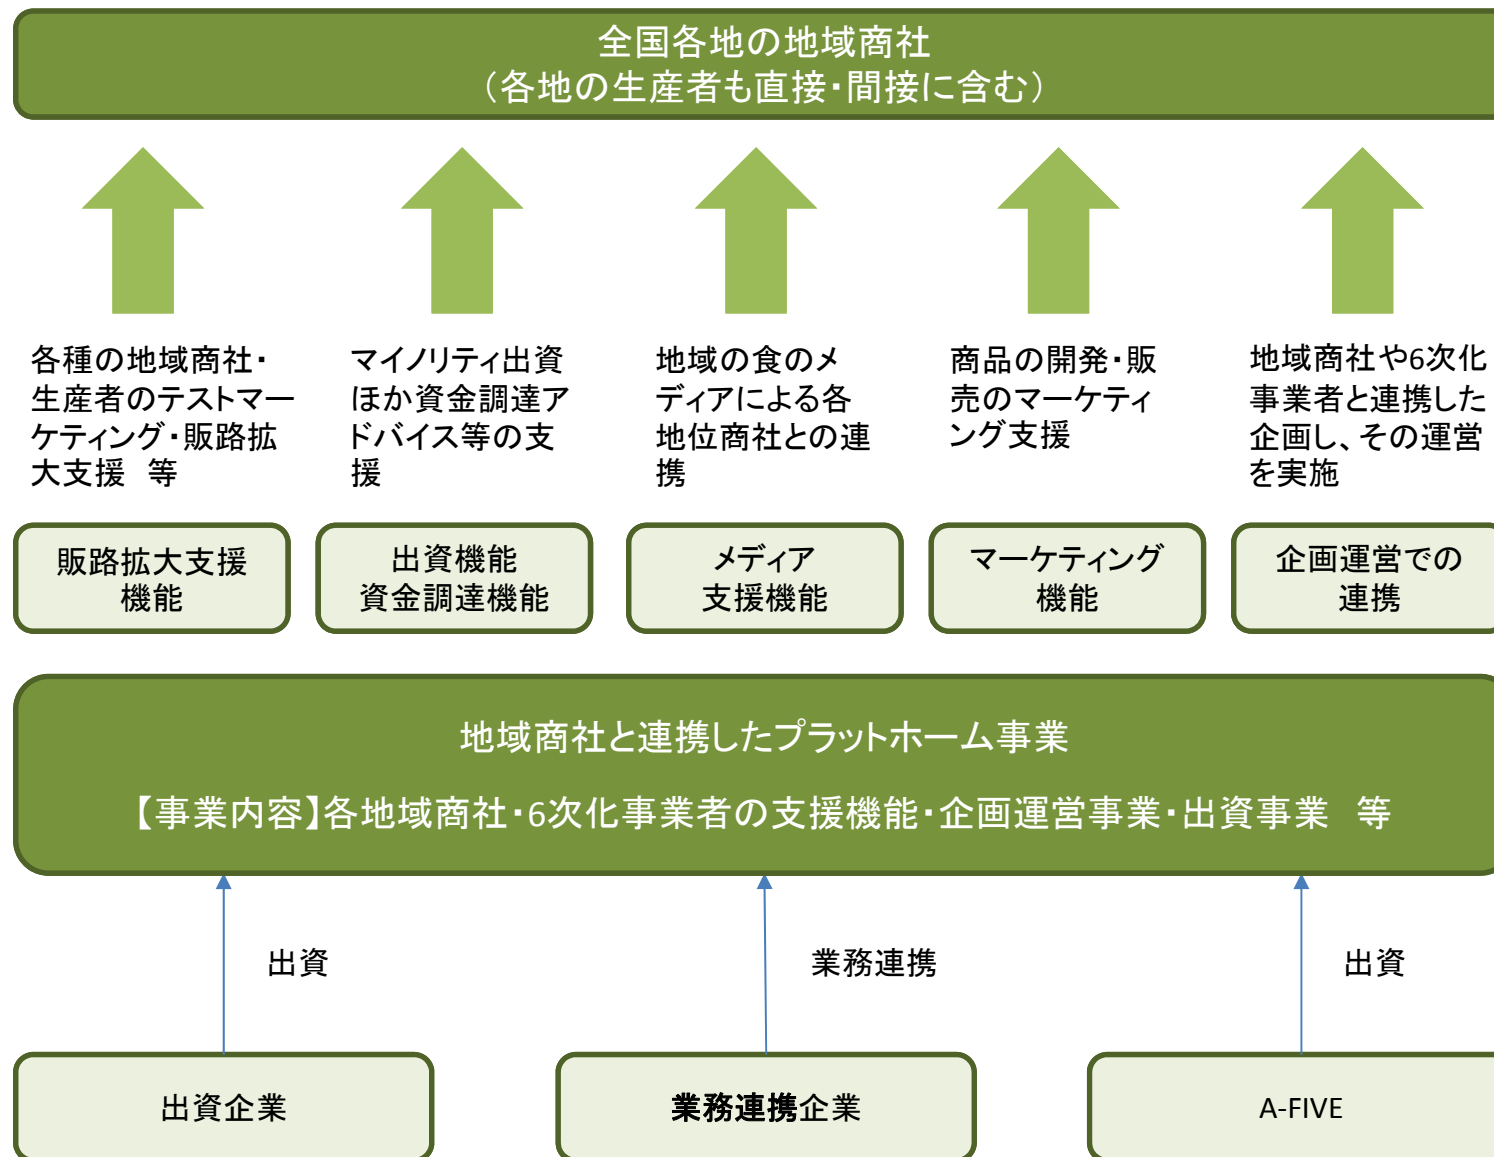 全国各地の地域商社
（各地の生産者も直接・間接に含む）
各種の地域商社・
生産者のテストマー
ケティング・販路拡
大支援　等
マイノリティ出資
ほか資金調達ア
ドバイス等の支
援
地域の食のメ
ディアによる各
地位商社との連
携
商品の開発・販
売のマーケティ
ング支援
地域商社や6次化
事業者と連携した
企画し、その運営
を実施
販路拡大支援
機能
出資機能
資金調達機能
メディア
支援機能
マーケティング
機能
企画運営での
連携
地域商社と連携したプラットホーム事業
【事業内容】各地域商社・6次化事業者の支援機能・企画運営事業・出資事業　等
出資
業務連携
出資
出資企業
業務連携企業
A-FIVE